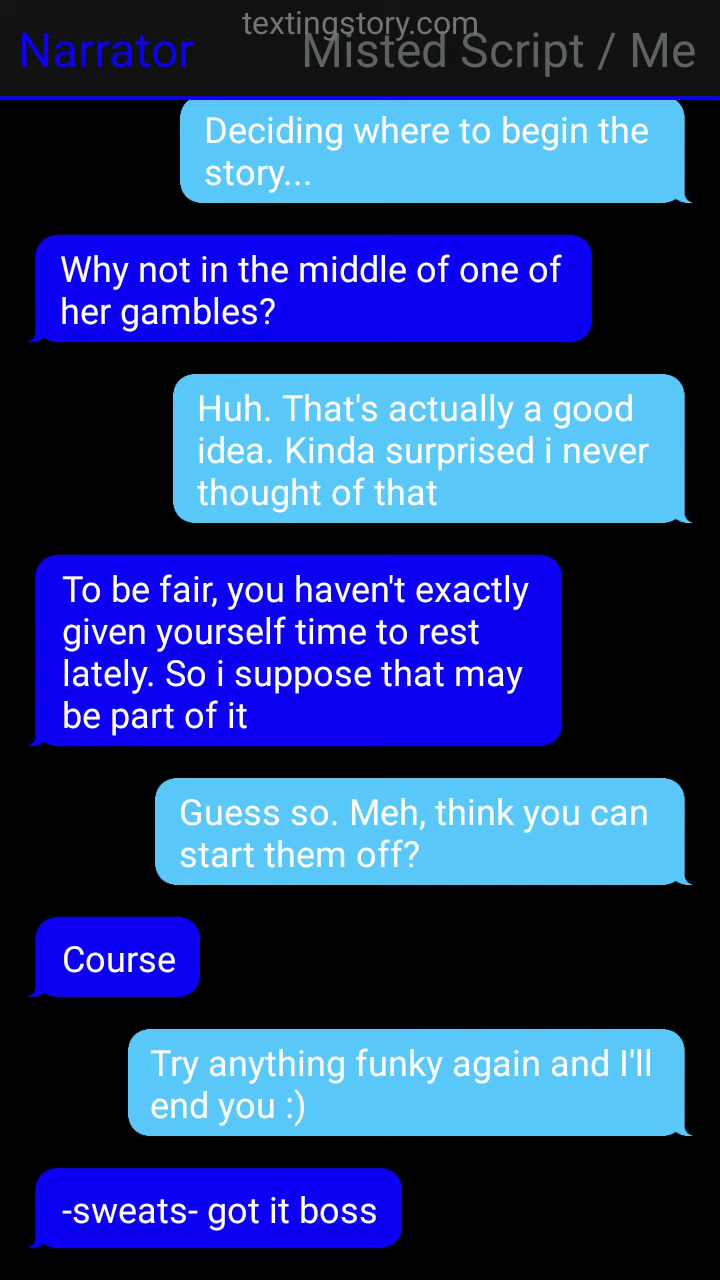 textingstory.com
Narrator
Misted Script / Me
Deciding where to begin the
story...
Why not in the middle of one of
her gambles?
Huh. That's actually a good
idea. Kinda surprised i never
thought of that
To be fair, you haven't exactly
given yourself time to rest
lately. So i suppose that may
be part of it
Guess so. Meh, think you can
start them off?
Course
Try anything funky again and I'll
end you :)
-sweats- got it boss